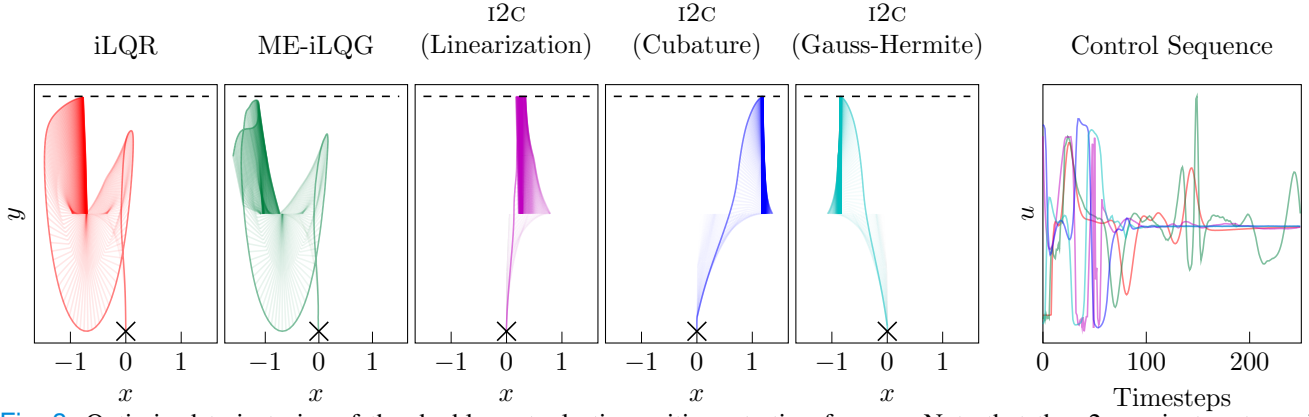 iLQR
ME-iLQG
I2C
(Linearization)
I2C
(Cubature)
I2C
(Gauss-Hermite)
Control Sequence
y
u
−1 0 1
−1 0 1
−1 0 1
−1 0 1
−1 0 1
0 100 200
x
x
x
x
x
Timesteps